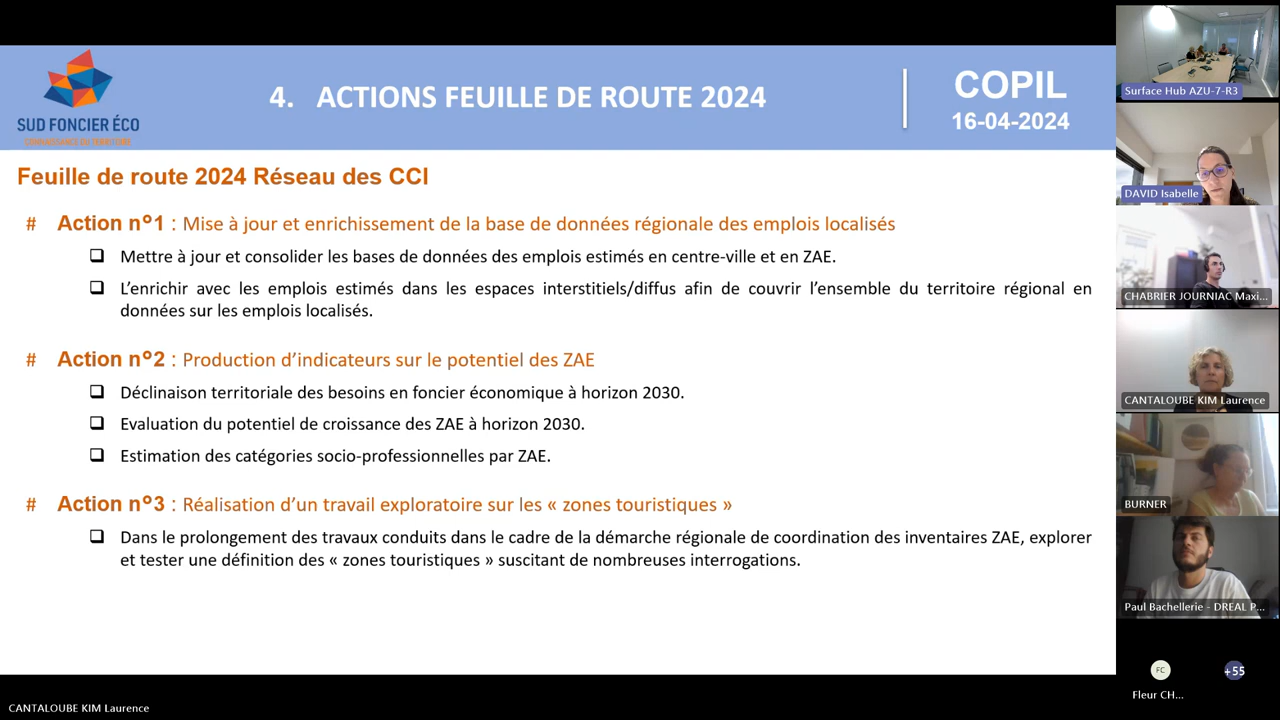 4. ACTIONS FEUILLE DE ROUTE 2024
COPIL
16-04-2024
SUD FONCIER ÉCO
CONNAISSANCE DU TERRITOIRE
Feuille de route 2024 Réseau des CCI
# Action n°1 : Mise à jour et enrichissement de la base de données régionale des emplois localisés
❑ Mettre à jour et consolider les bases de données des emplois estimés en centre-ville et en ZAE.
❑ L’enrichir avec les emplois estimés dans les espaces interstitiels/diffus afin de couvrir l’ensemble du territoire régional en
données sur les emplois localisés.
# Action n°2 : Production d’indicateurs sur le potentiel des ZAE
❑ Déclinaison territoriale des besoins en foncier économique à horizon 2030.
❑ Evaluation du potentiel de croissance des ZAE à horizon 2030.
❑ Estimation des catégories socio-professionnelles par ZAE.
# Action n°3 : Réalisation d’un travail exploratoire sur les « zones touristiques »
❑ Dans le prolongement des travaux conduits dans le cadre de la démarche régionale de coordination des inventaires ZAE, explorer
et tester une définition des « zones touristiques » suscitant de nombreuses interrogations.
Surface Hub AZU-7-R3
DAVID Isabelle
CHABRIER JOURNIAC Maxi...
CANTALOUBE KIM Laurence
BURNER
Paul Bachellerie - DREAL P...
FC
+55
Fleur CH...
CANTALOUBE KIM Laurence